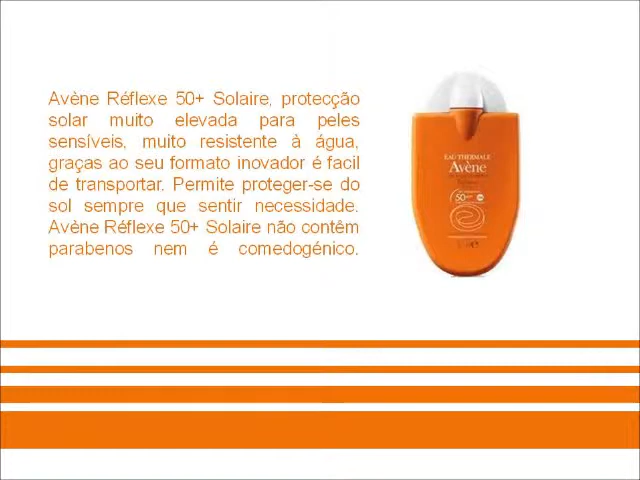 Avène Réflexe 50+ Solaire, protecção
solar muito elevada para peles
sensíveis, muito resistente à água,
graças ao seu formato inovador é facil
de transportar. Permite proteger-se do
sol sempre que sentir necessidade.
Avène Réflexe 50+ Solaire não contêm
parabenos nem é comedogénico.
EAU THERMALE
Avène
50+